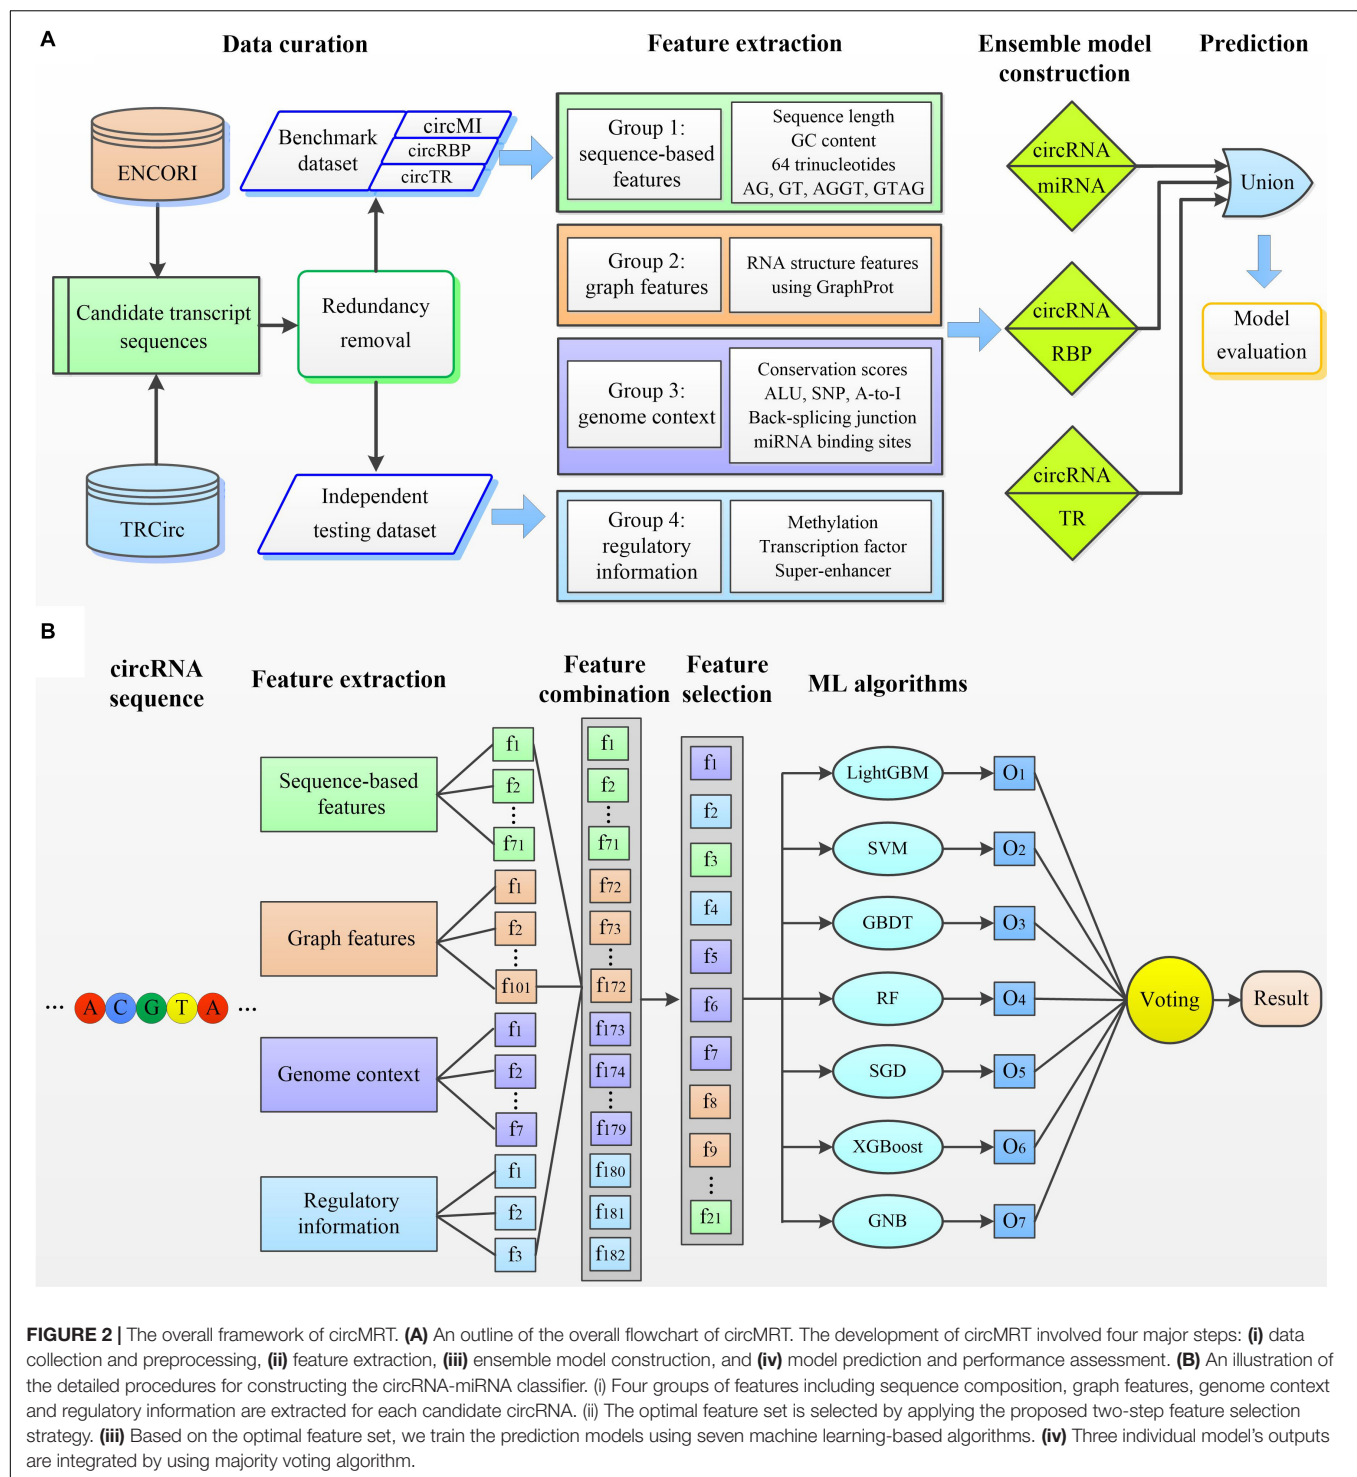 A
Data curation
Feature extraction
Ensemble model
construction
Prediction
ENCORI
Benchmark
dataset
circMI
circRBP
circTR
Candidate transcript
sequences
Redundancy
removal
TRCirc
Independent
testing dataset
Group 1:
sequence-based
features
Sequence length
GC content
64 trinucleotides
AG, GT, AGGT, GTAG
Group 2:
graph features
RNA structure features
using GraphProt
Group 3:
genome context
Conservation scores
ALU, SNP, A-to-I
Back-splicing junction
miRNA binding sites
Group 4:
regulatory
information
Methylation
Transcription factor
Super-enhancer
circRNA
miRNA
circRNA
RBP
circRNA
TR
Union
Model
evaluation
B
circRNA
sequence
Feature extraction
Feature
combination
Feature
selection
ML algorithms
... A C G T A ...
Sequence-based
features
Graph features
Genome context
Regulatory
information
f1
f2
⋮
f71
f1
f2
⋮
f101
f1
f2
⋮
f7
f1
f2
f3
f1
f2
⋮
f71
f72
f73
⋮
f172
f173
f174
⋮
f179
f180
f181
f182
f1
f2
f3
f4
f5
f6
f7
f8
f9
⋮
f21
LightGBM
SVM
GBDT
RF
SGD
XGBoost
GNB
O1
O2
O3
O4
O5
O6
O7
Voting
Result
FIGURE 2 | The overall framework of circMRT. (A) An outline of the overall flowchart of circMRT. The development of circMRT involved four major steps: (i) data
collection and preprocessing, (ii) feature extraction, (iii) ensemble model construction, and (iv) model prediction and performance assessment. (B) An illustration of
the detailed procedures for constructing the circRNA-miRNA classifier. (i) Four groups of features including sequence composition, graph features, genome context
and regulatory information are extracted for each candidate circRNA. (ii) The optimal feature set is selected by applying the proposed two-step feature selection
strategy. (iii) Based on the optimal feature set, we train the prediction models using seven machine learning-based algorithms. (iv) Three individual model's outputs
are integrated by using majority voting algorithm.